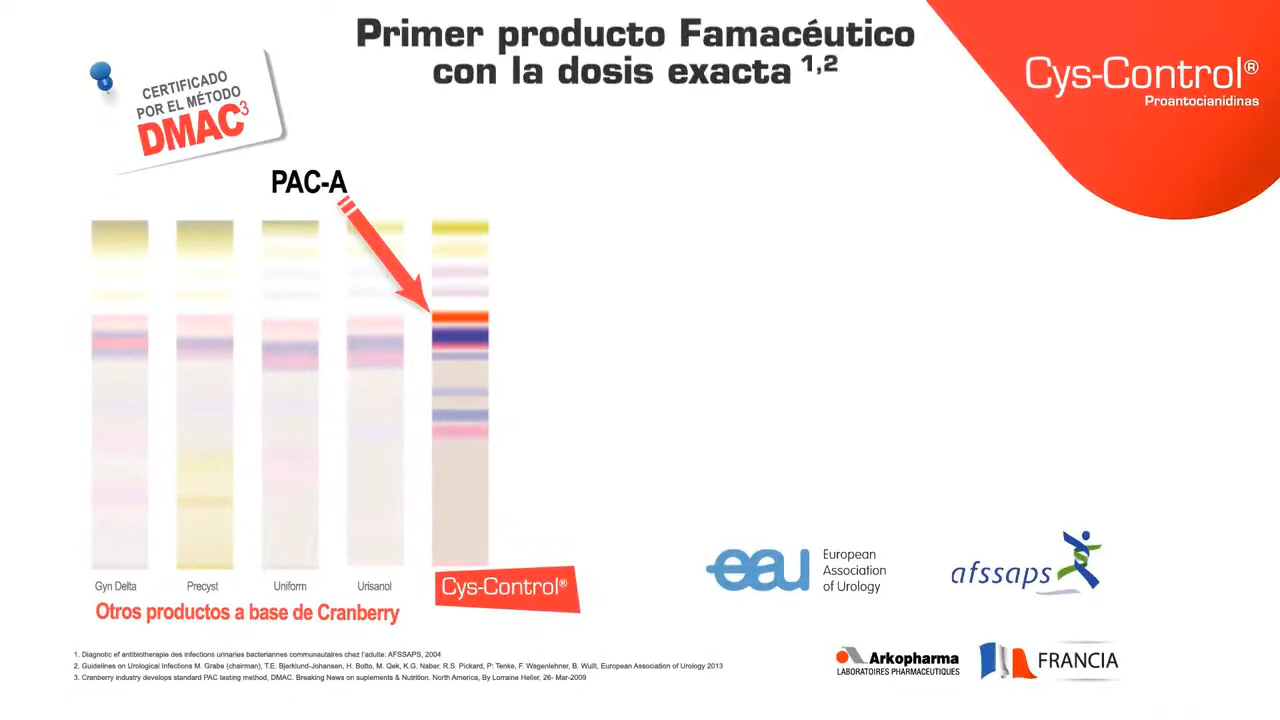 Primer producto Famacéutico
con la dosis exacta 1,2
Cys-Control®
Proantocianidinas
CERTIFICADO
POR EL MÉTODO
DMAC3
PAC-A
Gyn Delta
Precyst
Uniform
Urisanol
Cys-Control®
Otros productos a base de Cranberry
eau
European
Association
of Urology
afssaps
1. Diagnotic ef antibiotherapie des infections urinaries bacteriannes communautaires chez l'adulte: AFSSAPS, 2004
2. Guidelines on Urological Infections M. Grabe (chairman), T.E. Bjerklund-Johansen, H. Botto, M. Qek, K.G. Naber, R.S. Pickard, P: Tenke, F. Wagenlehner, B. Wullt, European Association of Urology 2013
3. Cranberry industry develops standard PAC testing method, DMAC. Breaking News on suplements & Nutrition. North America, By Lorraine Heller, 26- Mar-2009
Arkopharma
LABORATOIRES PHARMACEUTIQUES
FRANCIA